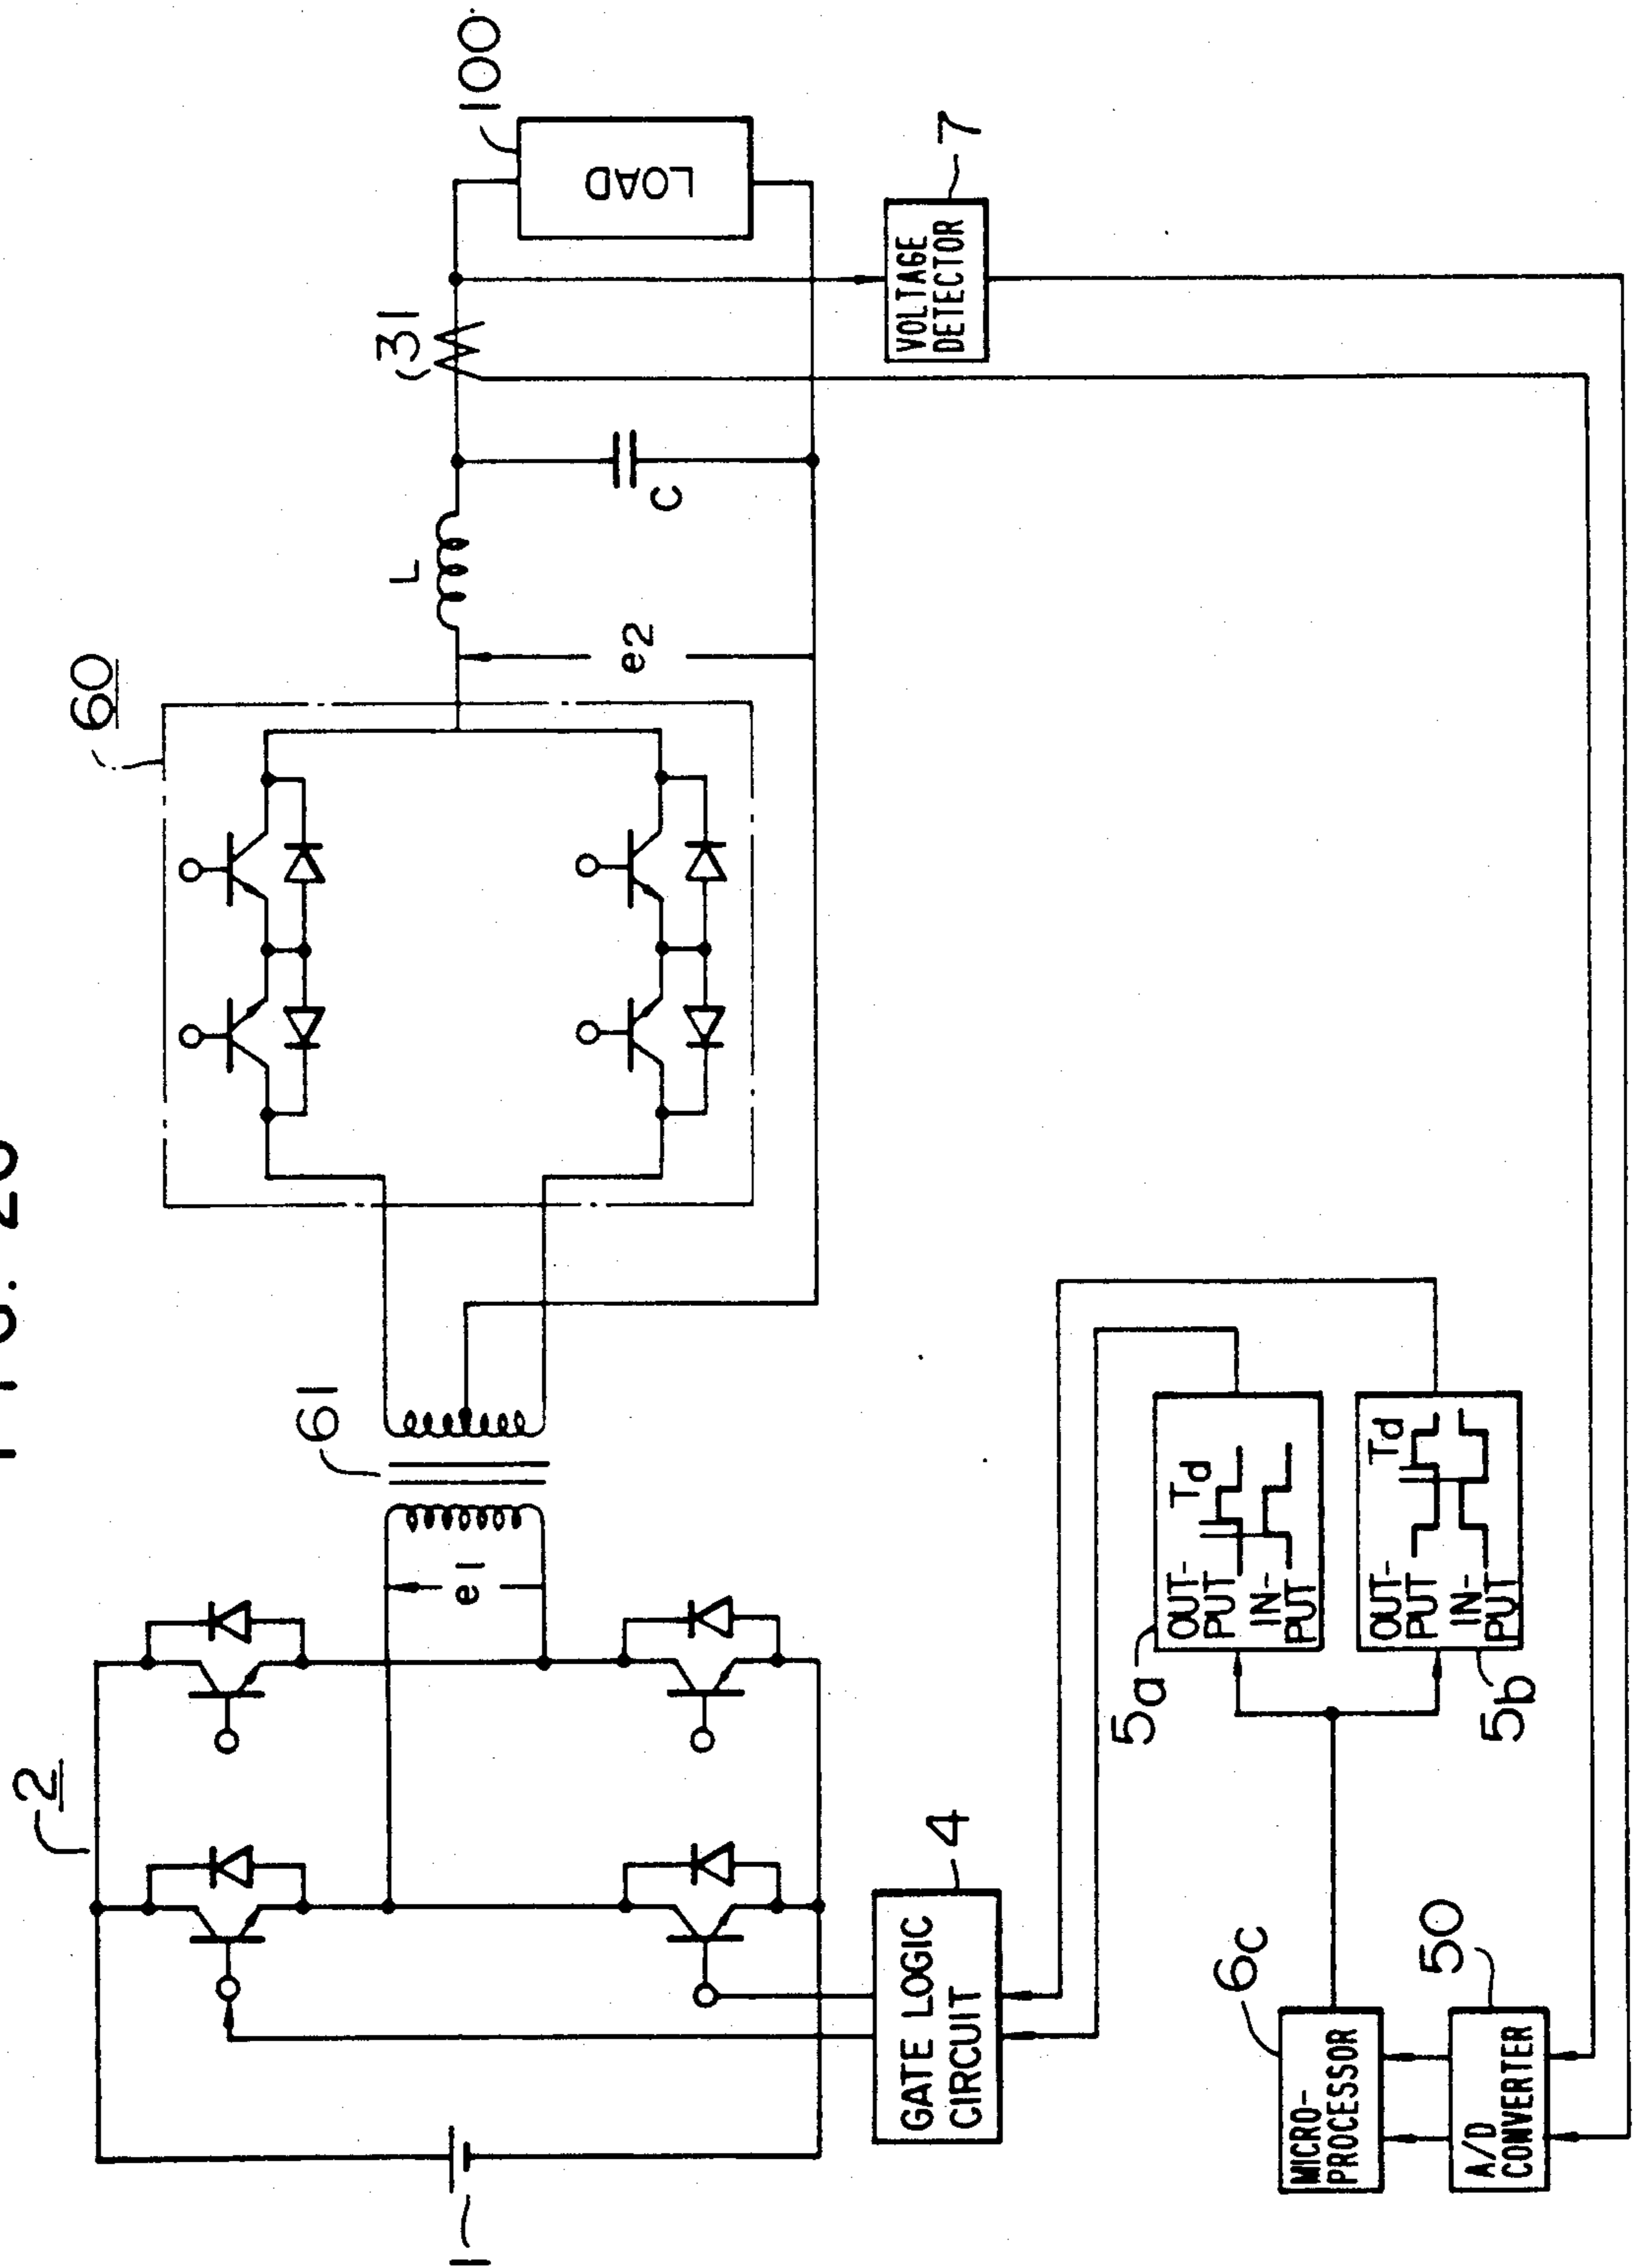 2
61
60
L
31
100
LOAD
e1
e2
C
1
GATE LOGIC
CIRCUIT
4
VOLTAGE
DETECTOR
7
5a
OUT-
PUT
Td
IN-
PUT
5b
OUT-
PUT
Td
IN-
PUT
6c
MICRO-
PROCESSOR
50
A/D
CONVERTER